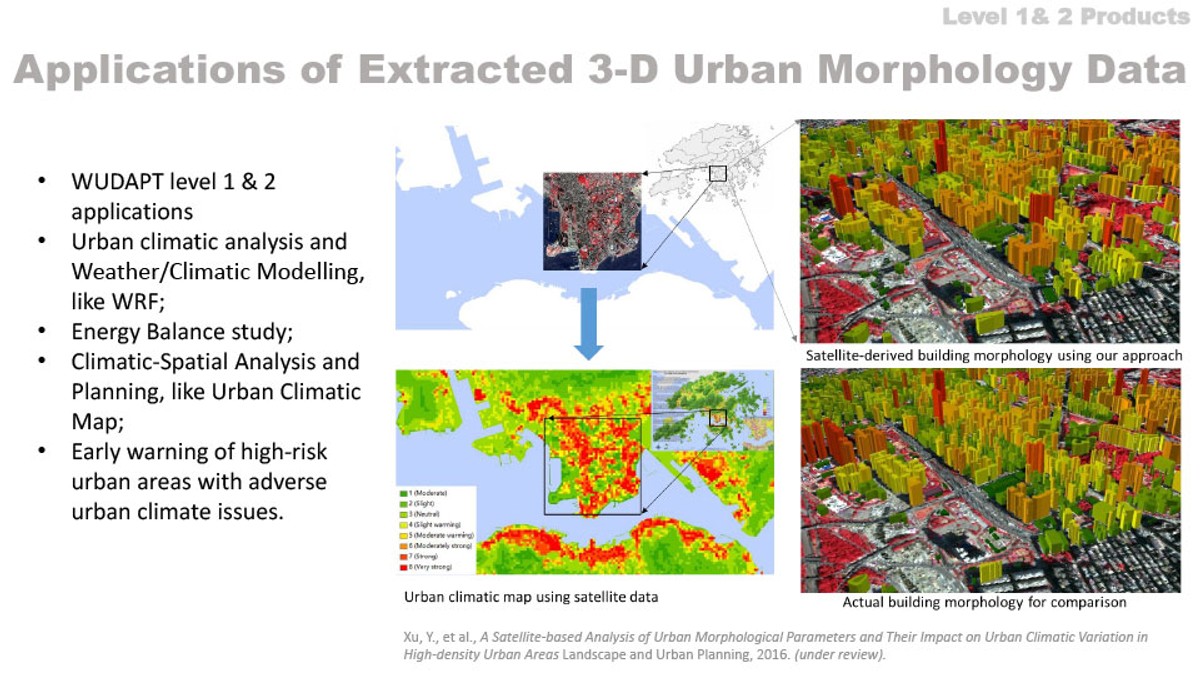 Level 1& 2 Products
Applications of Extracted 3-D Urban Morphology Data
• WUDAPT level 1 & 2
applications
• Urban climatic analysis and
Weather/Climatic Modelling,
like WRF;
• Energy Balance study;
• Climatic-Spatial Analysis and
Planning, like Urban Climatic
Map;
• Early warning of high-risk
urban areas with adverse
urban climate issues.
1 (Moderate)
2 (Slight)
3 (Neutral)
4 (Slight warming)
5 (Moderate warming)
6 (Moderately strong)
7 (Strong)
8 (Very strong)
Urban climatic map using satellite data
Satellite-derived building morphology using our approach
Actual building morphology for comparison
Xu, Y., et al., A Satellite-based Analysis of Urban Morphological Parameters and Their Impact on Urban Climatic Variation in
High-density Urban Areas Landscape and Urban Planning, 2016. (under review).